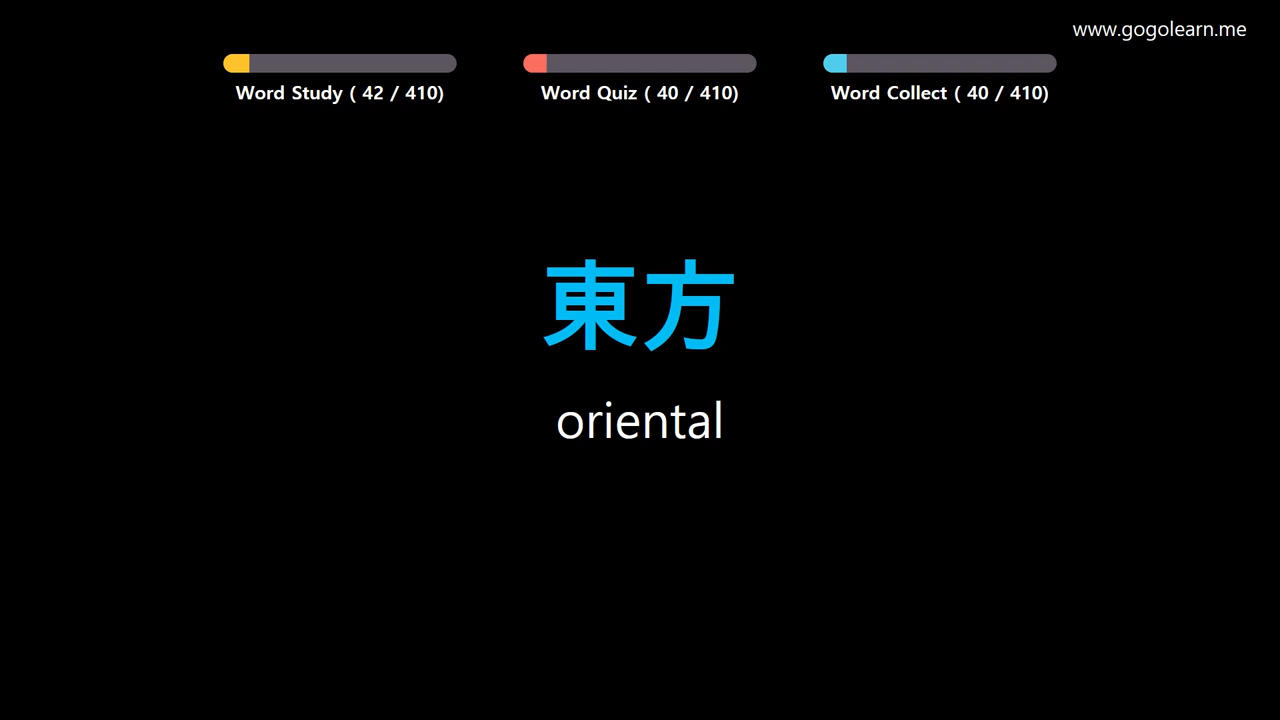 www.gogolearn.me
Word Study ( 42 / 410)
Word Quiz ( 40 / 410)
Word Collect ( 40 / 410)
東方
oriental